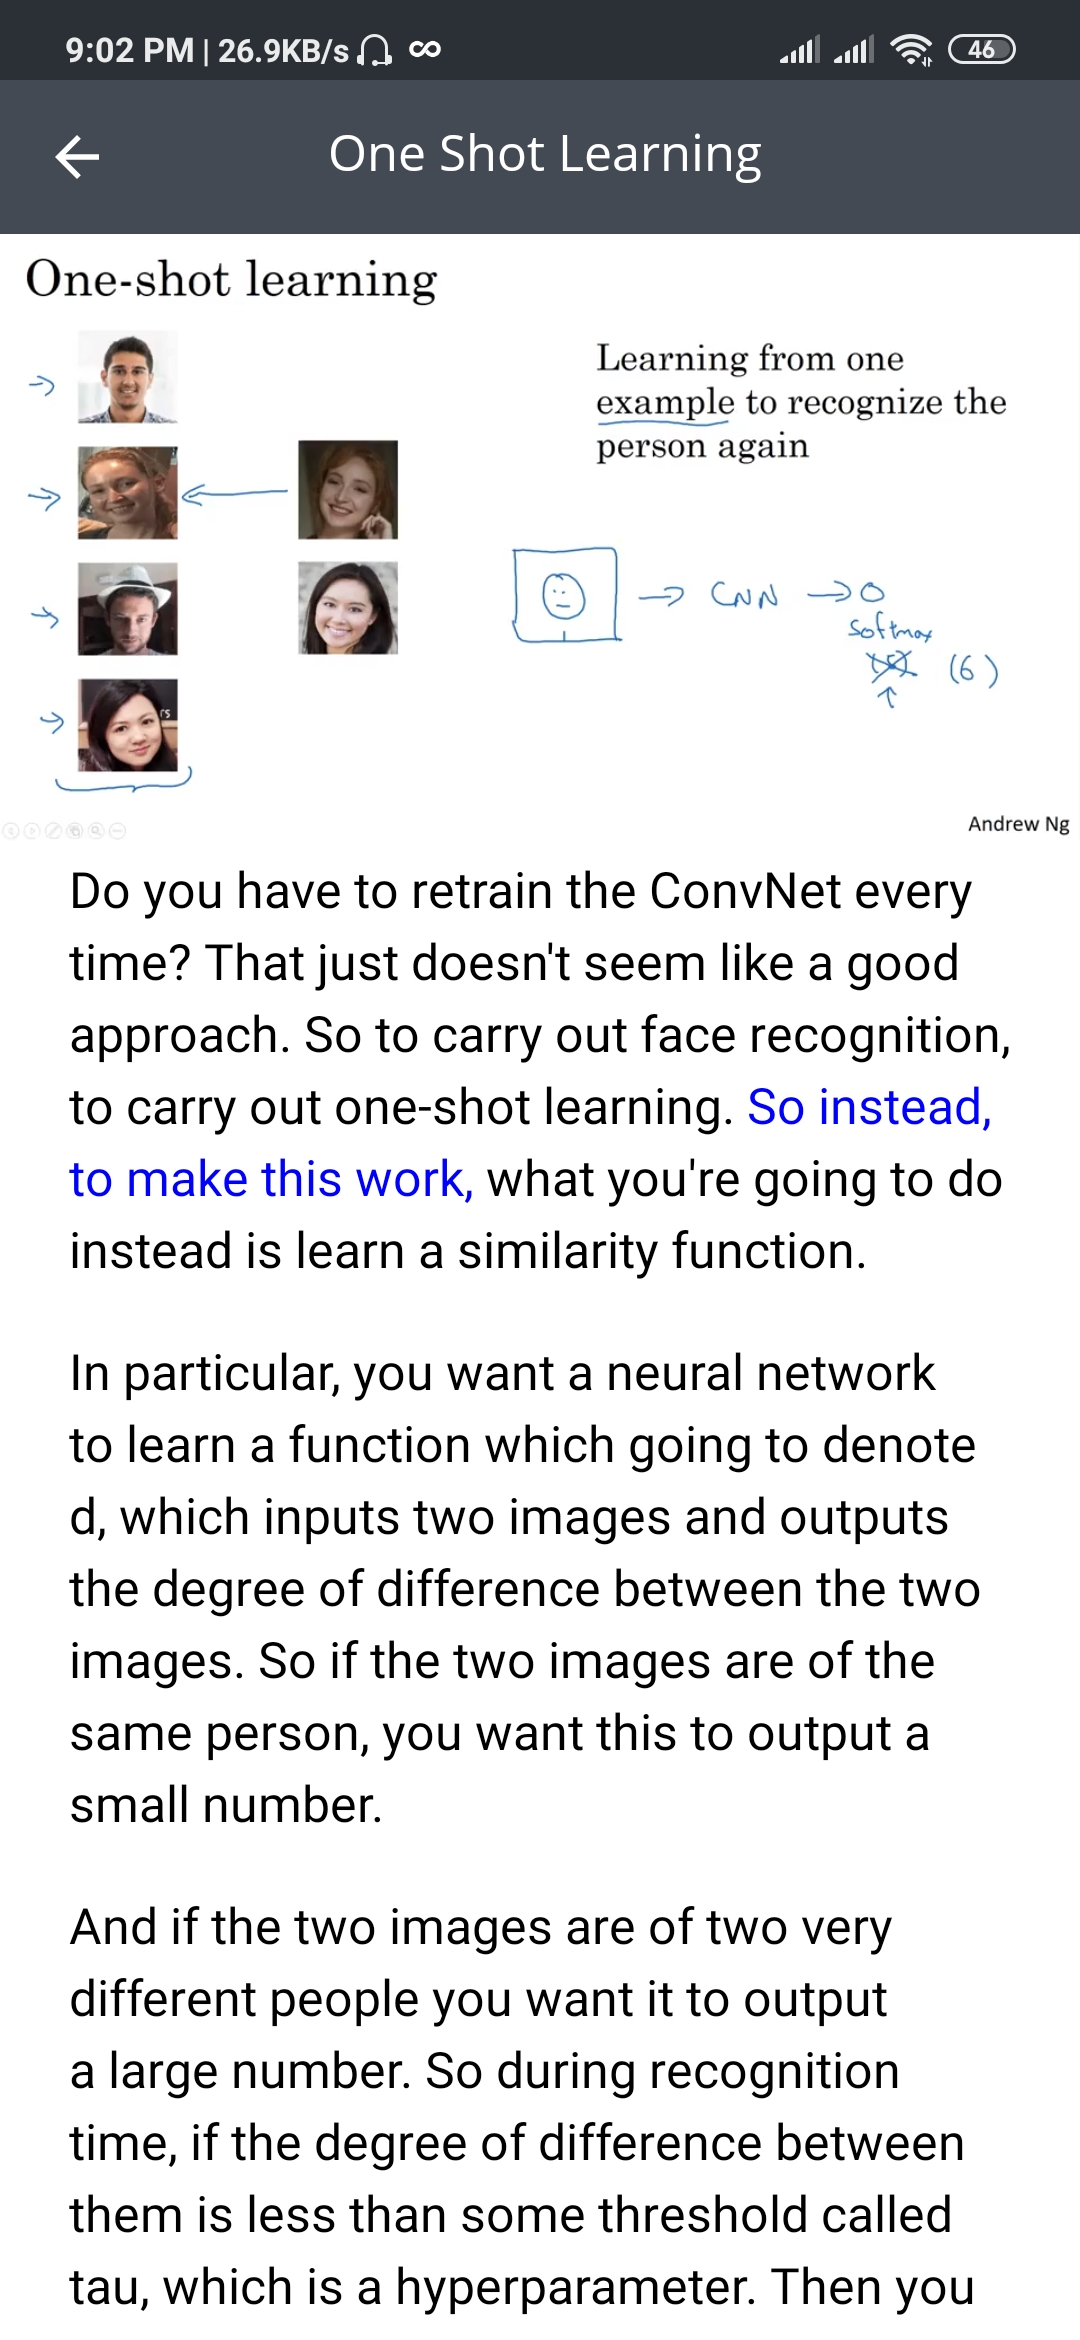 9:02 PM | 26.9KB/s
46
One Shot Learning
One-shot learning
Learning from one
example to recognize the
person again
CNN
softmax
(6)
rs
Andrew Ng
Do you have to retrain the ConvNet every
time? That just doesn't seem like a good
approach. So to carry out face recognition,
to carry out one-shot learning. So instead,
to make this work, what you're going to do
instead is learn a similarity function.
In particular, you want a neural network
to learn a function which going to denote
d, which inputs two images and outputs
the degree of difference between the two
images. So if the two images are of the
same person, you want this to output a
small number.
And if the two images are of two very
different people you want it to output
a large number. So during recognition
time, if the degree of difference between
them is less than some threshold called
tau, which is a hyperparameter. Then you